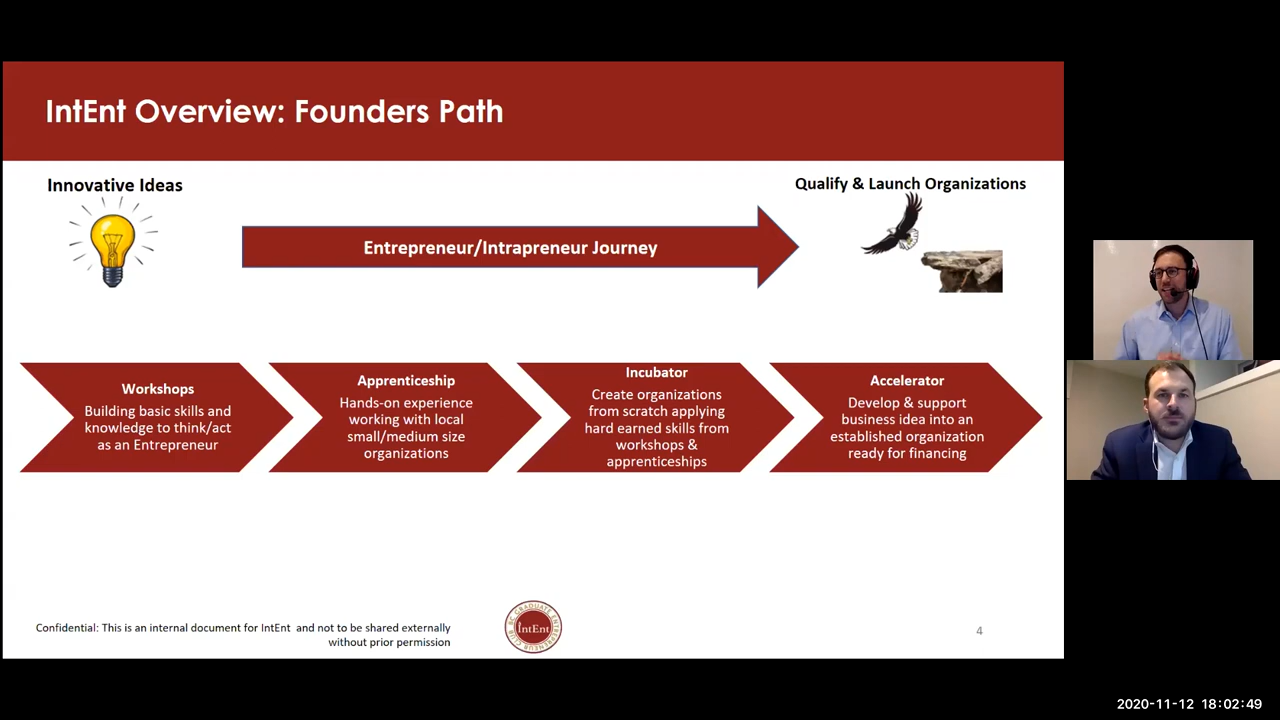 IntEnt Overview: Founders Path
Innovative Ideas
Qualify & Launch Organizations
Entrepreneur/Intrapreneur Journey
Workshops
Building basic skills and
knowledge to think/act
as an Entrepreneur
Apprenticeship
Hands-on experience
working with local
small/medium size
organizations
Incubator
Create organizations
from scratch applying
hard earned skills from
workshops &
apprenticeships
Accelerator
Develop & support
business idea into an
established organization
ready for financing
Confidential: This is an internal document for IntEnt and not to be shared externally
without prior permission
BC GRADUATE ENTREPRENEUR CLUB
IntEnt
4
2020-11-12 18:02:49